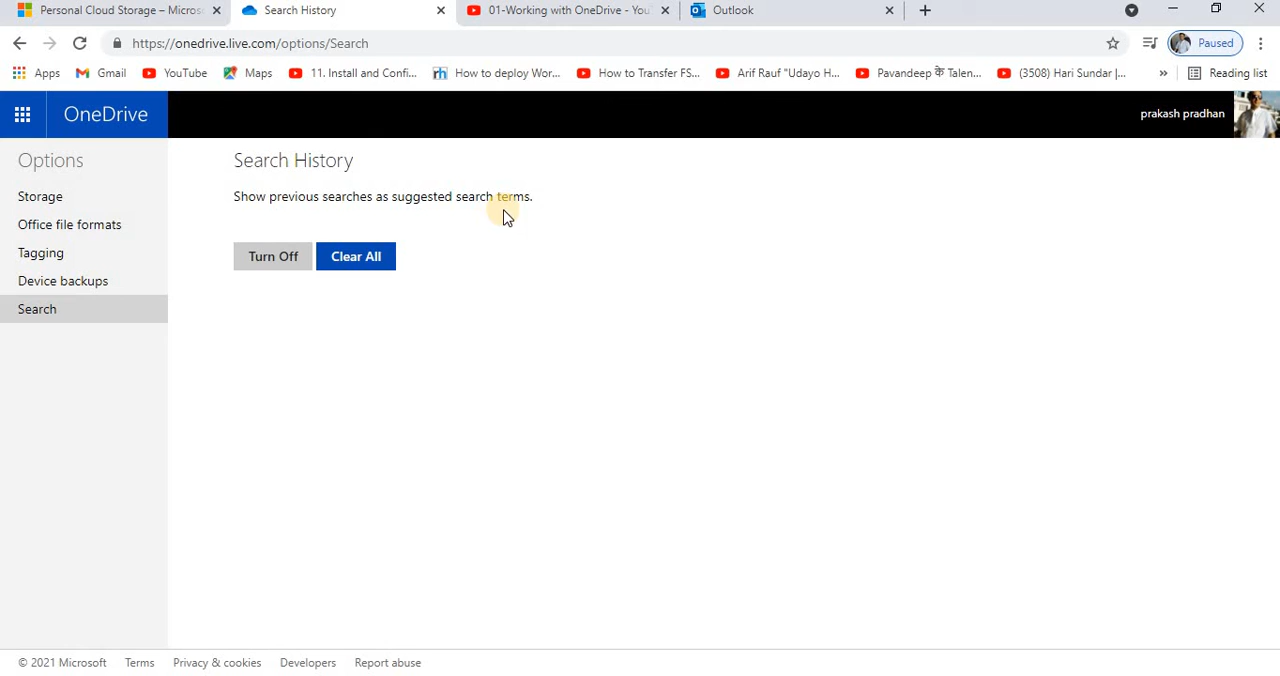 Personal Cloud Storage – Micros
Search History
01-Working with OneDrive - You
Outlook
https://onedrive.live.com/options/Search
Paused
Apps
Gmail
YouTube
Maps
11. Install and Confi...
How to deploy Wor...
How to Transfer FS...
Arif Rauf "Udayo H...
Pavandeep के Talen...
(3508) Hari Sundar |...
»
Reading list
OneDrive
prakash pradhan
Options
Storage
Office file formats
Tagging
Device backups
Search
Search History
Show previous searches as suggested search terms.
Turn Off
Clear All
© 2021 Microsoft
Terms
Privacy & cookies
Developers
Report abuse